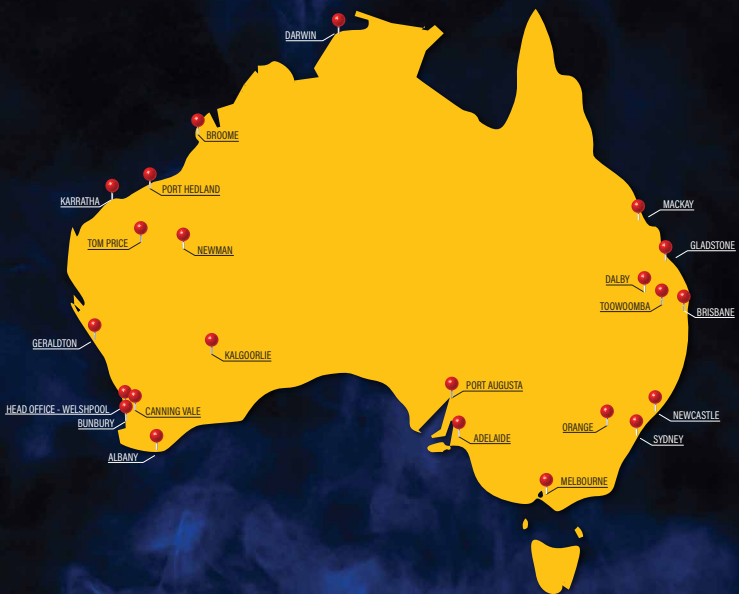 DARWIN
BROOME
PORT HEDLAND
KARRATHA
MACKAY
TOM PRICE
NEWMAN
GLADSTONE
DALBY
TOOWOOMBA
BRISBANE
GERALDTON
KALGOORLIE
PORT AUGUSTA
HEAD OFFICE - WELSHPOOL
CANNING VALE
BUNBURY
NEWCASTLE
ORANGE
ADELAIDE
SYDNEY
ALBANY
MELBOURNE